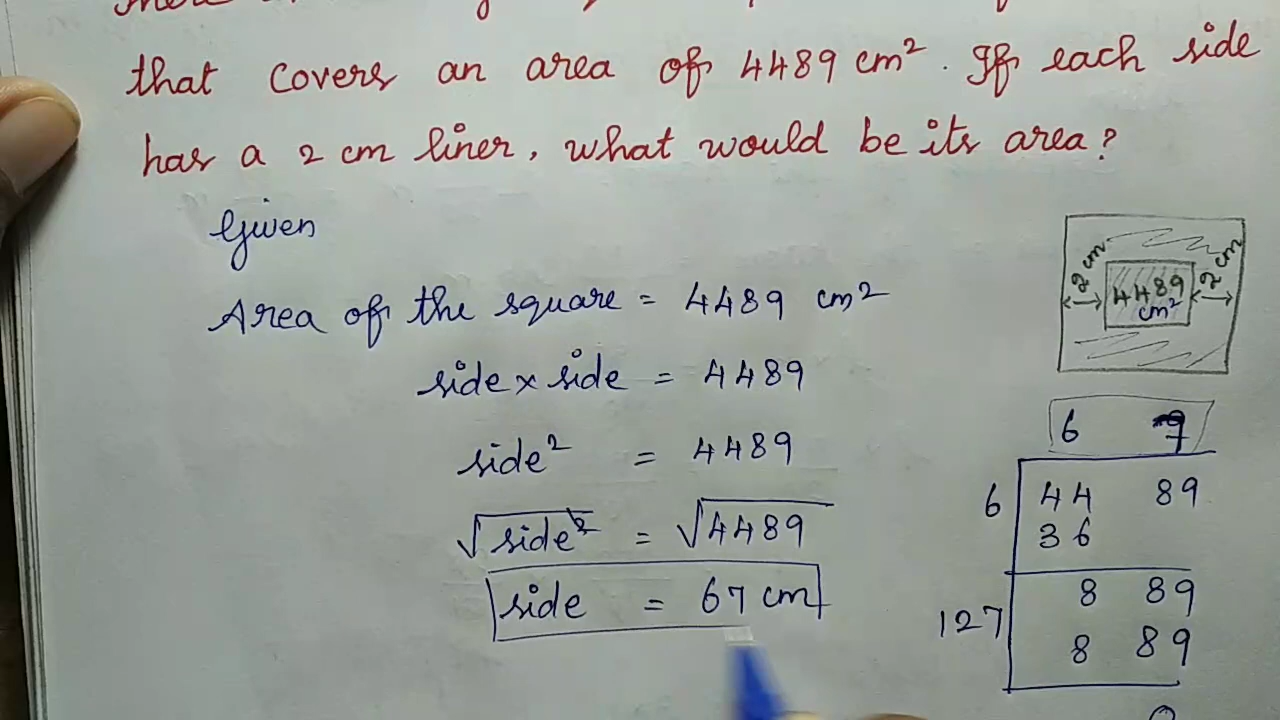 that covers an area of 4489 cm². If each side
has a 2 cm liner, what would be its area?
Given
Area of the square = 4489 cm²
side × side = 4489
side² = 4489
√side² = √4489
side = 67 cm
2 cm
4489
cm²
2 cm
6 7
6 44 89
36
8 89
127
8 89